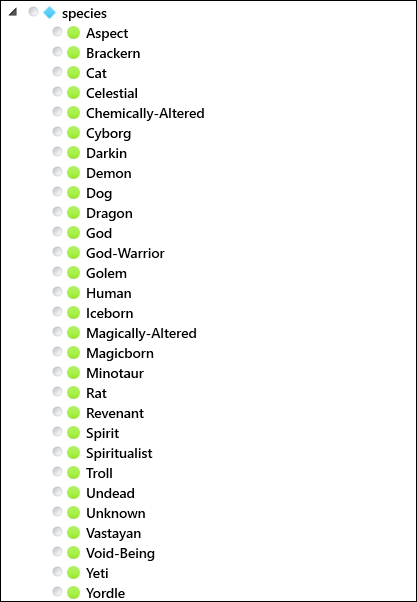 species
Aspect
Brackern
Cat
Celestial
Chemically-Altered
Cyborg
Darkin
Demon
Dog
Dragon
God
God-Warrior
Golem
Human
Iceborn
Magically-Altered
Magicborn
Minotaur
Rat
Revenant
Spirit
Spiritualist
Troll
Undead
Unknown
Vastayan
Void-Being
Yeti
Yordle